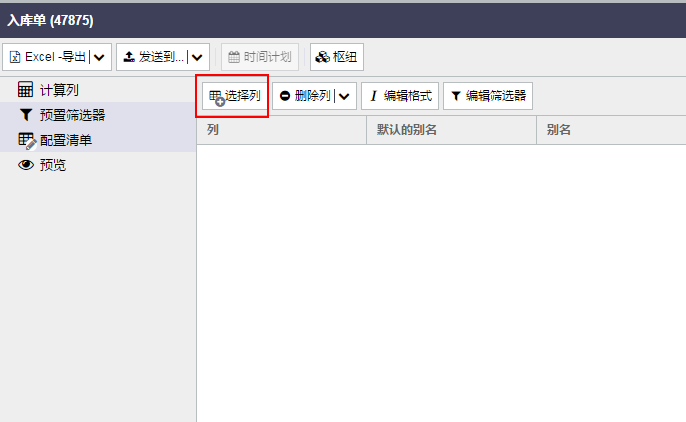 入库单 (47875)
Excel -导出 发送到... 时间计划 枢纽
计算列
预置筛选器
配置清单
预览
选择列 删除列 编辑格式 编辑筛选器
列 默认的别名 别名